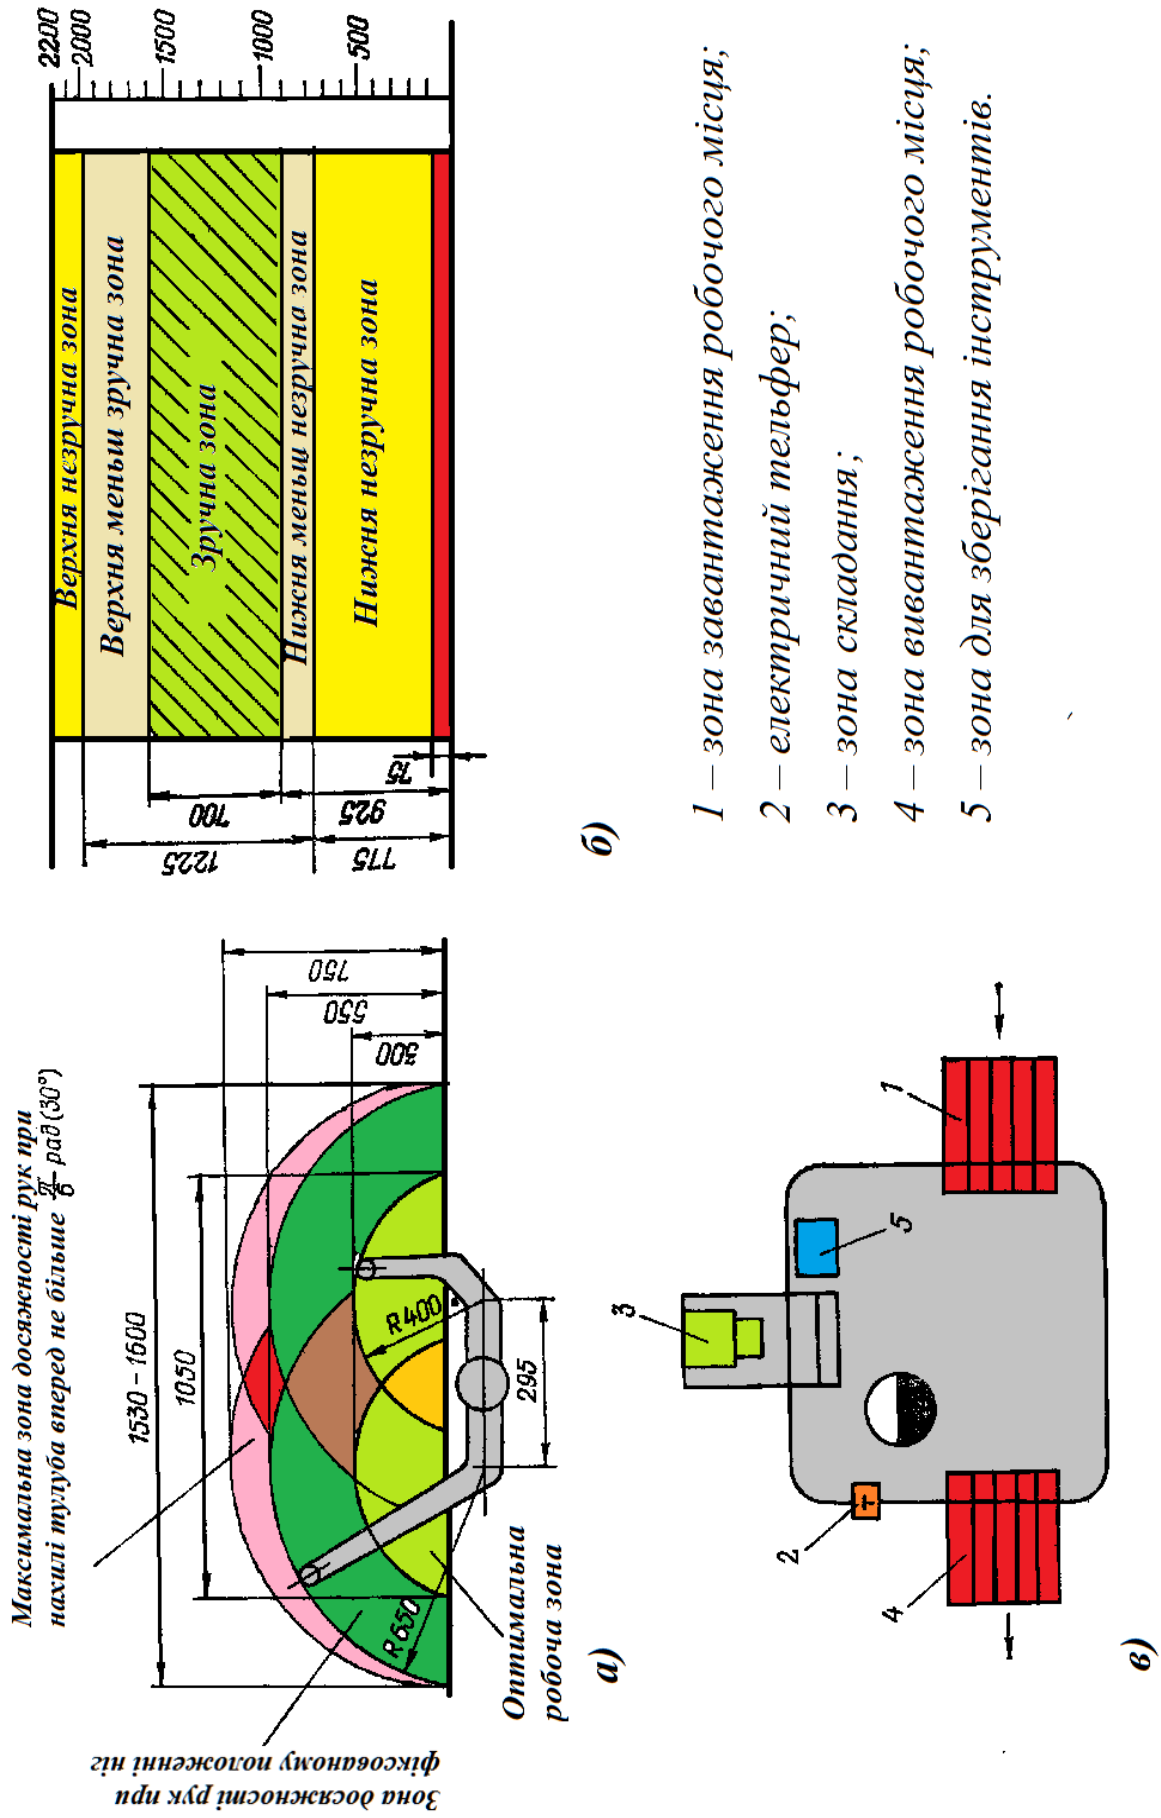 Максимальна зона досяжності рук при
нахилі тулуба вперед не більше π/6 рад (30°)
1530-1600
1050
750
550
300
R400
295
R650
Зона досяжності рук при
фіксованому положенні ніг
Оптимальна
робоча зона
а)
2200
2000
1500
1000
500
Верхня незручна зона
Верхня меньш зручна зона
Зручна зона
Нижня меньш незручна зона
Нижня незручна зона
1225
700
775
925
75
б)
1
2
3
4
5
т
в)
1 – зона завантаження робочого місця;
2 – електричний тельфер;
3 – зона складання;
4 – зона вивантаження робочого місця;
5 – зона для зберігання інструментів.